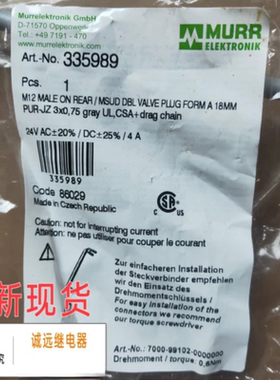 Murrelektronik GmbH
D-71570 Oppenweiler
Tel. +49 7191 - 470
www.murrelektronik
MURR
ELEKTRONIK
Art.-No. 335989
Pcs. 1
M12 MALE ON REAR / MSUD DBL VALVE PLUG FORM A 18MM
PUR-JZ 3x0,75 gray UL,CSA+drag chain
24V AC±20% / DC±25% / 4 A
335989
Code 86029
Made in Czech Republic
Caution: not for interrupting current
Attention: ne pas utiliser pour couper le courant
Zur einfacheren Installation
der Steckverbinder empfehlen
wir den Einsatz des
Drehmomentschlüssels /
For easy installation of the
connectors we recommend
our torque screwdriver
Art.-No.: 7000-99102-0000000
Drehmoment / torque: 0,6Nm
新现货
诚远继电器